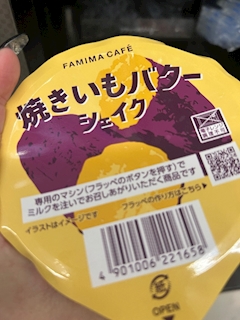 FAMIMA CAFÉ
焼きいもバター
シェイク
専用のマシン(フラッペのボタンを押す)で
ミルクを注いでお召しあがりいただく商品です
イラストはイメージです
フラッペの作り方はこちら▶
4 901006 221658
紙
OPEN